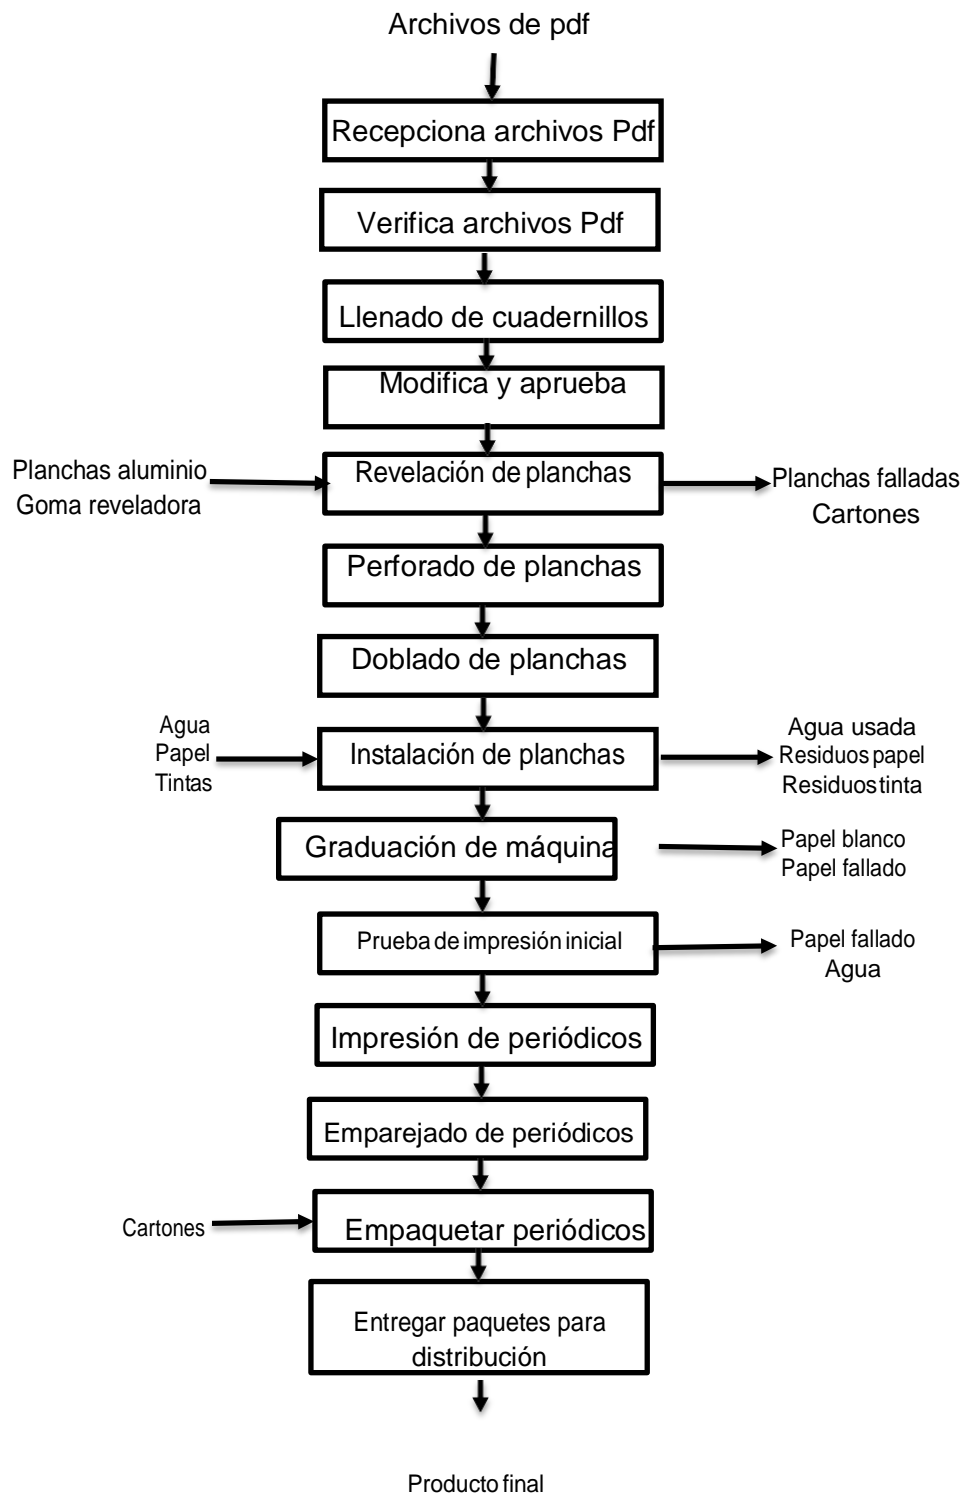 Archivos de pdf
Recepciona archivos Pdf
Verifica archivos Pdf
Llenado de cuadernillos
Modifica y aprueba
Planchas aluminio
Goma reveladora
Revelación de planchas
Planchas falladas
Cartones
Perforado de planchas
Doblado de planchas
Agua
Papel
Tintas
Instalación de planchas
Agua usada
Residuos papel
Residuos tinta
Graduación de máquina
Papel blanco
Papel fallado
Prueba de impresión inicial
Papel fallado
Agua
Impresión de periódicos
Emparejado de periódicos
Cartones
Empaquetar periódicos
Entregar paquetes para
distribución
Producto final